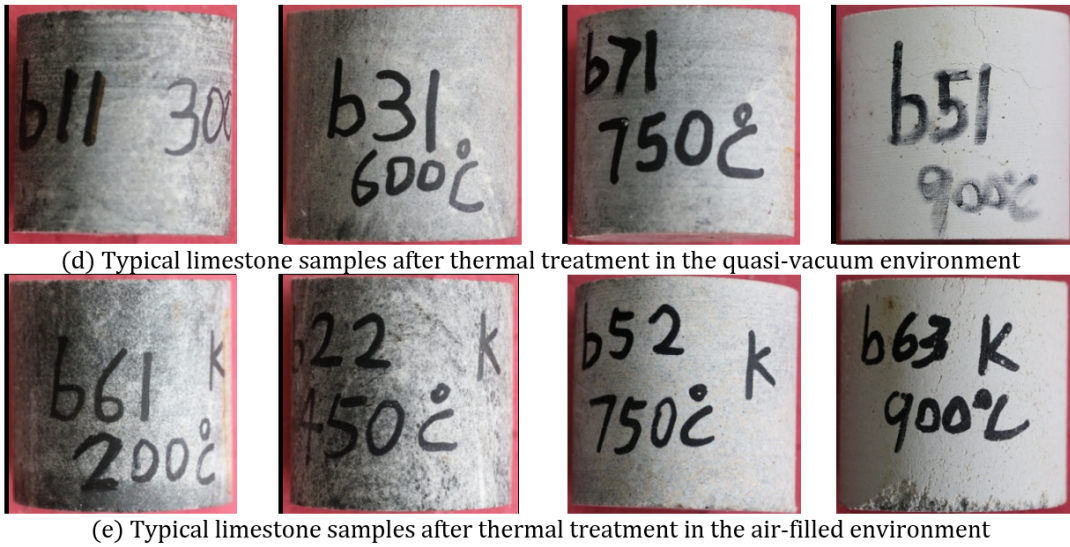 b11 300
b31
600℃
b71
750℃
b51
900℃
(d) Typical limestone samples after thermal treatment in the quasi-vacuum environment
b61 K
200℃
b22 K
450℃
b52 K
750℃
b63 K
900℃
(e) Typical limestone samples after thermal treatment in the air-filled environment